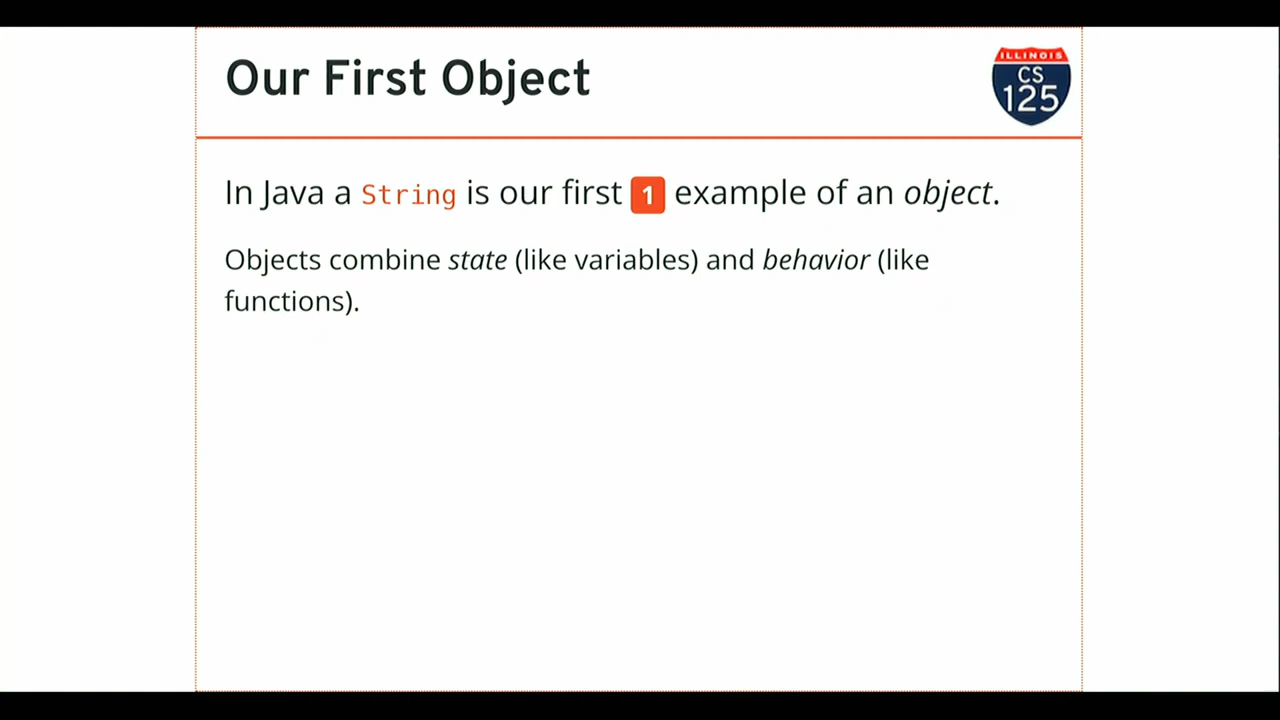 Our First Object
ILLINOIS
CS
125
In Java a String is our first 1 example of an object.
Objects combine state (like variables) and behavior (like
functions).